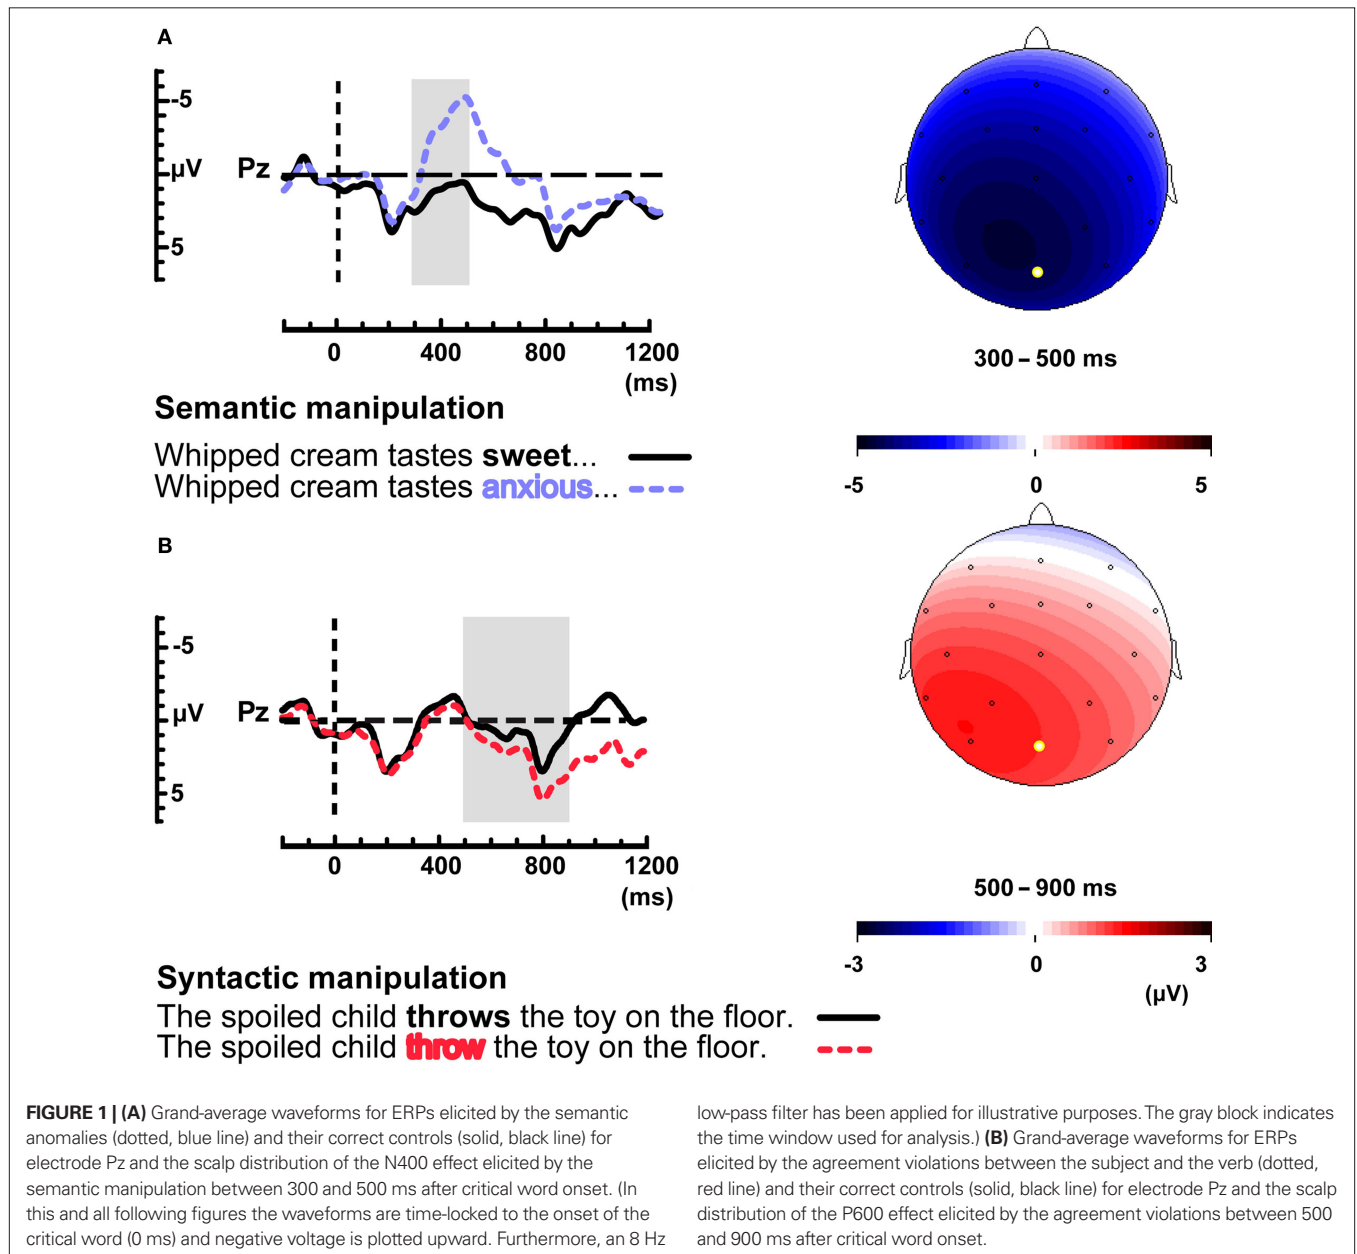 A
-5
μV
Pz
5
0 400 800 1200
(ms)
300 – 500 ms
-5 0 5
Semantic manipulation
Whipped cream tastes sweet...
Whipped cream tastes anxious...
B
-5
μV
Pz
5
0 400 800 1200
(ms)
500 – 900 ms
-3 0 3
(μV)
Syntactic manipulation
The spoiled child throws the toy on the floor.
The spoiled child throw the toy on the floor.
FIGURE 1 | (A) Grand-average waveforms for ERPs elicited by the semantic
anomalies (dotted, blue line) and their correct controls (solid, black line) for
electrode Pz and the scalp distribution of the N400 effect elicited by the
semantic manipulation between 300 and 500 ms after critical word onset. (In
this and all following figures the waveforms are time-locked to the onset of the
critical word (0 ms) and negative voltage is plotted upward. Furthermore, an 8 Hz
low-pass filter has been applied for illustrative purposes. The gray block indicates
the time window used for analysis.) (B) Grand-average waveforms for ERPs
elicited by the agreement violations between the subject and the verb (dotted,
red line) and their correct controls (solid, black line) for electrode Pz and the scalp
distribution of the P600 effect elicited by the agreement violations between 500
and 900 ms after critical word onset.